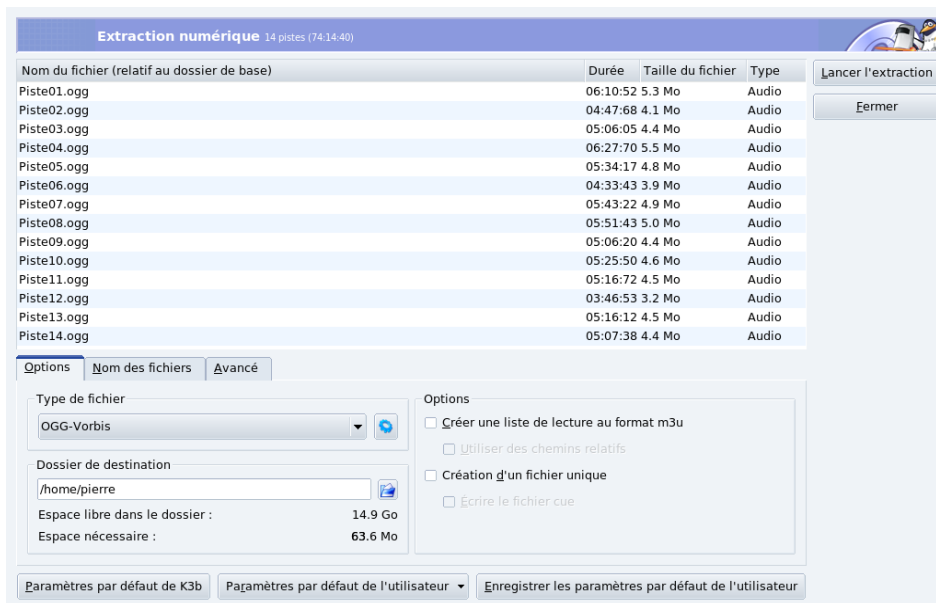 Extraction numérique 14 pistes (74:14:40)
Nom du fichier (relatif au dossier de base) Durée Taille du fichier Type
Piste01.ogg 06:10:52 5.3 Mo Audio
Piste02.ogg 04:47:68 4.1 Mo Audio
Piste03.ogg 05:06:05 4.4 Mo Audio
Piste04.ogg 06:27:70 5.5 Mo Audio
Piste05.ogg 05:34:17 4.8 Mo Audio
Piste06.ogg 04:33:43 3.9 Mo Audio
Piste07.ogg 05:43:22 4.9 Mo Audio
Piste08.ogg 05:51:43 5.0 Mo Audio
Piste09.ogg 05:06:20 4.4 Mo Audio
Piste10.ogg 05:25:50 4.6 Mo Audio
Piste11.ogg 05:16:72 4.5 Mo Audio
Piste12.ogg 03:46:53 3.2 Mo Audio
Piste13.ogg 05:16:12 4.5 Mo Audio
Piste14.ogg 05:07:38 4.4 Mo Audio
Lancer l'extraction
Fermer
Options Nom des fichiers Avancé
Type de fichier
OGG-Vorbis
Dossier de destination
/home/pierre
Espace libre dans le dossier : 14.9 Go
Espace nécessaire : 63.6 Mo
Options
Créer une liste de lecture au format m3u
Utiliser des chemins relatifs
Création d'un fichier unique
Écrire le fichier cue
Paramètres par défaut de K3b Paramètres par défaut de l'utilisateur Enregistrer les paramètres par défaut de l'utilisateur